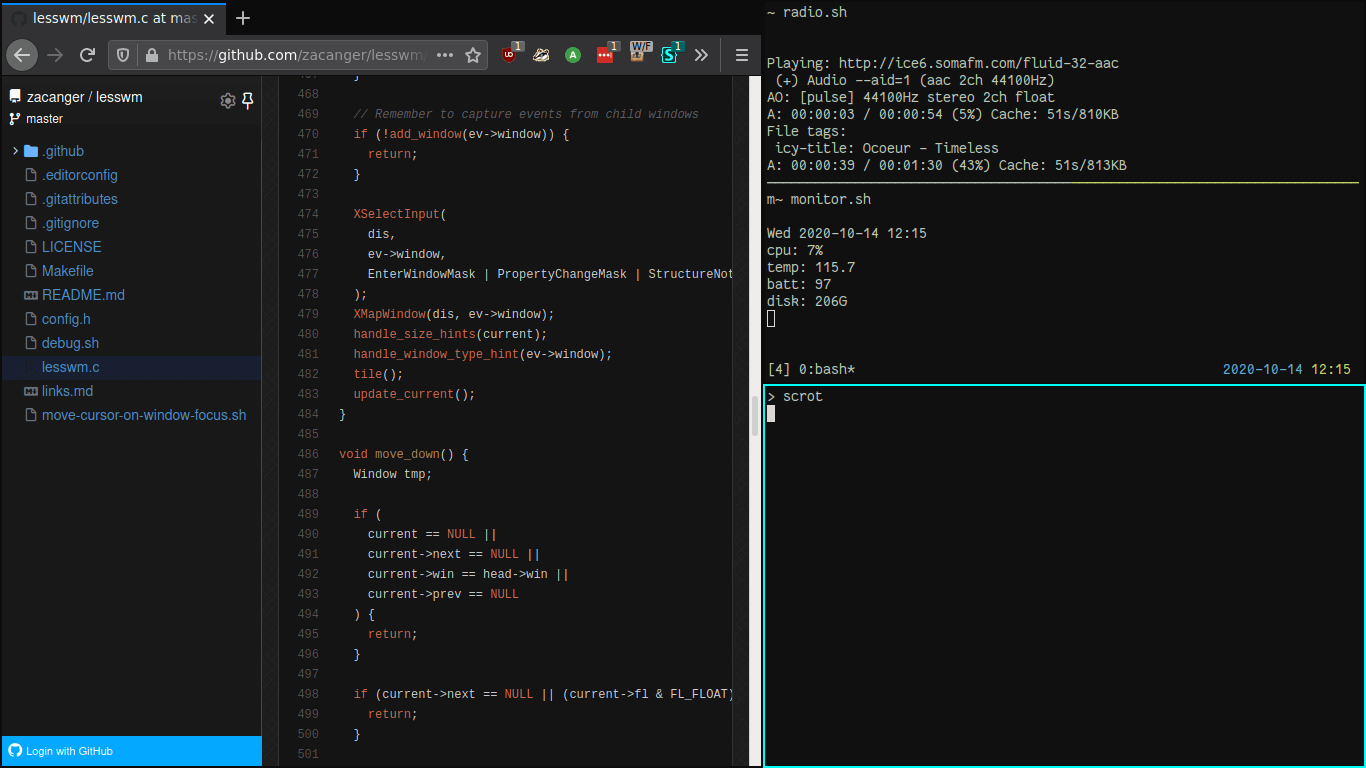 lesswm/lesswm.c at mas
https://github.com/zacanger/lesswm/
1
A
1
W/F
1
zacanger / lesswm
master
.github
.editorconfig
.gitattributes
.gitignore
LICENSE
Makefile
README.md
config.h
debug.sh
lesswm.c
links.md
move-cursor-on-window-focus.sh
Login with GitHub
}
468
469 // Remember to capture events from child windows
470 if (!add_window(ev->window)) {
471 return;
472 }
473
474 XSelectInput(
475 dis,
476 ev->window,
477 EnterWindowMask | PropertyChangeMask | StructureNot
478 );
479 XMapWindow(dis, ev->window);
480 handle_size_hints(current);
481 handle_window_type_hint(ev->window);
482 tile();
483 update_current();
484 }
485
486 void move_down() {
487 Window tmp;
488
489 if (
490 current == NULL ||
491 current->next == NULL ||
492 current->win == head->win ||
493 current->prev == NULL
494 ) {
495 return;
496 }
497
498 if (current->next == NULL || (current->fl & FL_FLOAT)
499 return;
500 }
501
~ radio.sh
Playing: http://ice6.somafm.com/fluid-32-aac
(+) Audio --aid=1 (aac 2ch 44100Hz)
AO: [pulse] 44100Hz stereo 2ch float
A: 00:00:03 / 00:00:54 (5%) Cache: 51s/810KB
File tags:
icy-title: Ocoeur - Timeless
A: 00:00:39 / 00:01:30 (43%) Cache: 51s/813KB
m~ monitor.sh
Wed 2020-10-14 12:15
cpu: 7%
temp: 115.7
batt: 97
disk: 206G
[4] 0:bash* 2020-10-14 12:15
> scrot